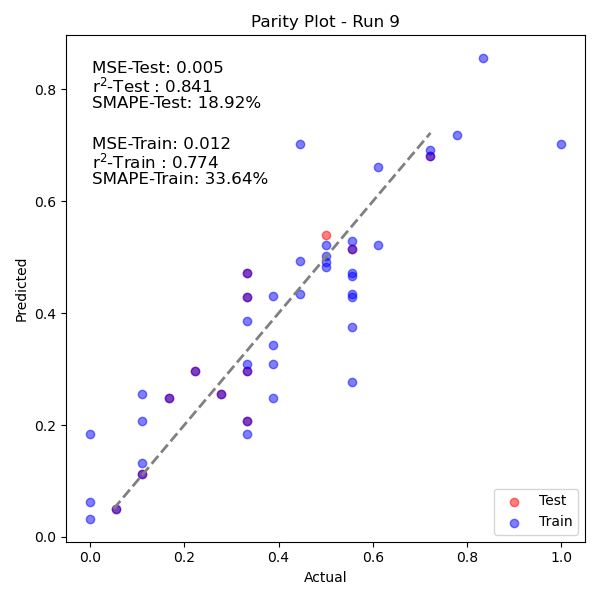 Parity Plot - Run 9
MSE-Test: 0.005
r²-Test : 0.841
SMAPE-Test: 18.92%
MSE-Train: 0.012
r²-Train : 0.774
SMAPE-Train: 33.64%
0.8
0.6
0.4
0.2
0.0
Predicted
0.0 0.2 0.4 0.6 0.8 1.0
Actual
Test
Train